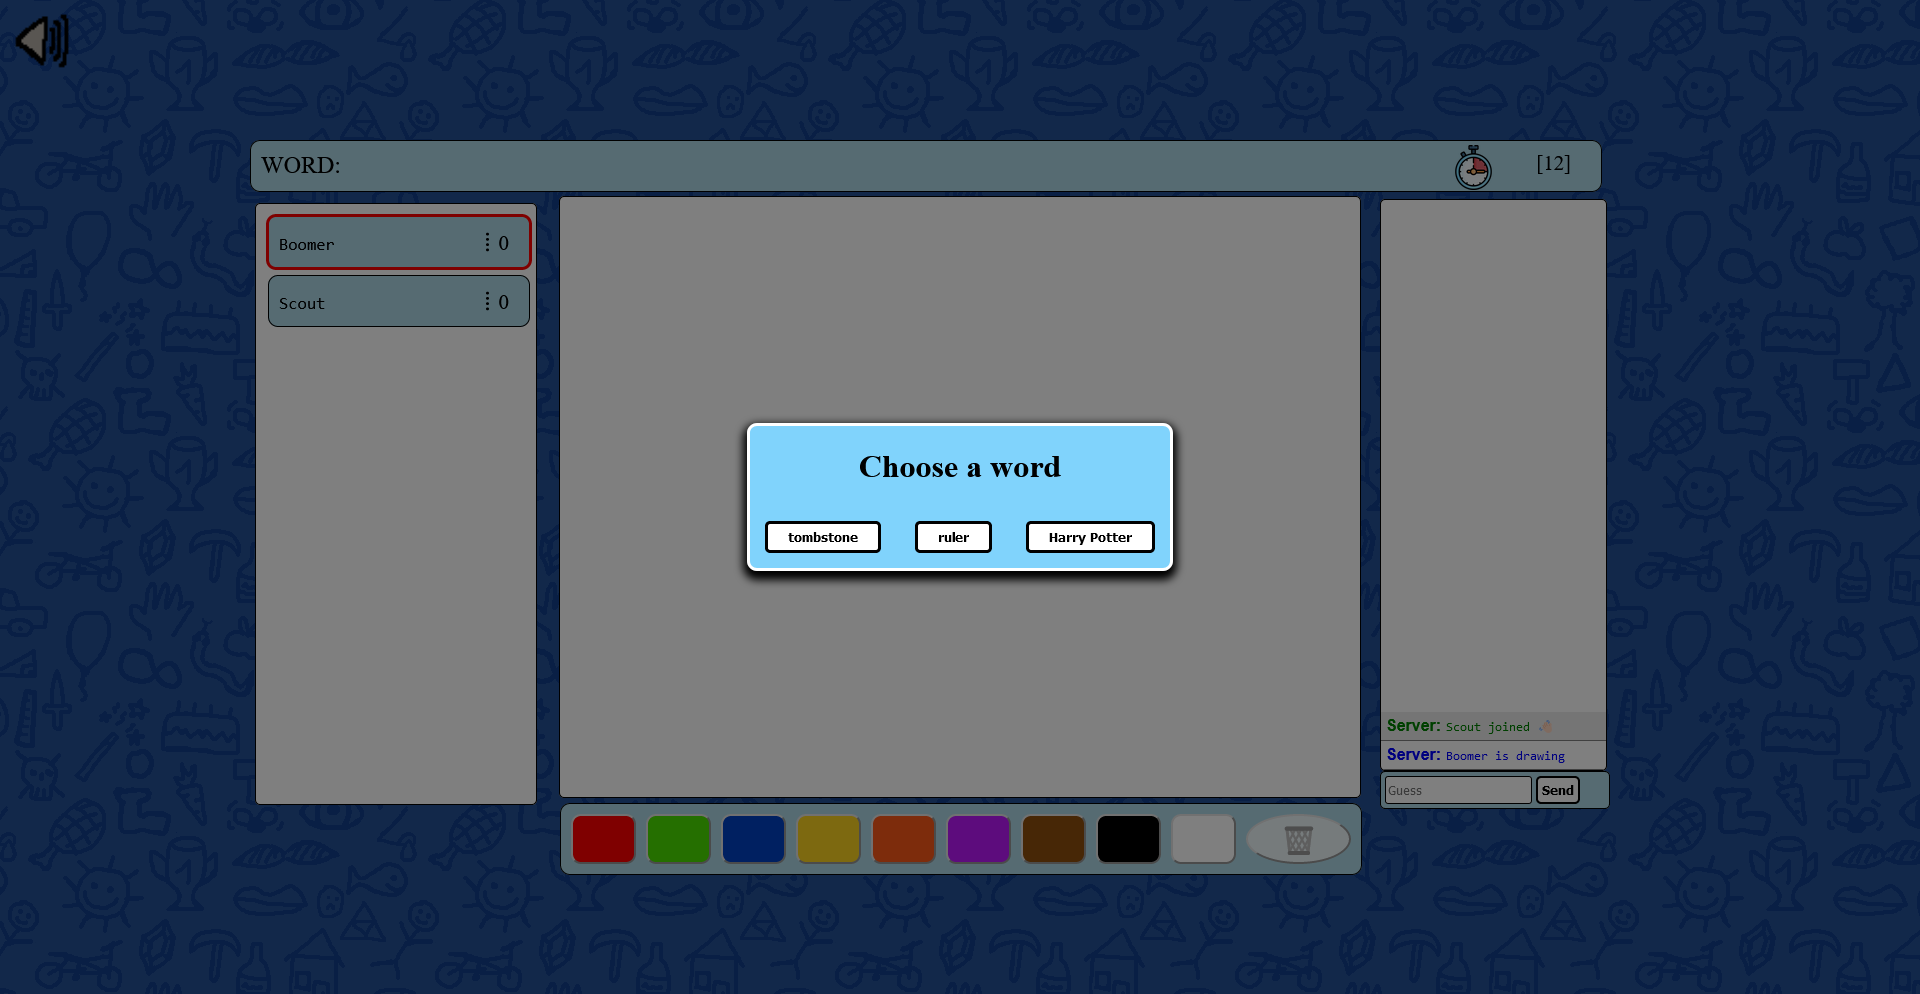 WORD:
[12]
Boomer 0
Scout 0
Choose a word
tombstone
ruler
Harry Potter
Server: Scout joined
Server: Boomer is drawing
Guess
Send